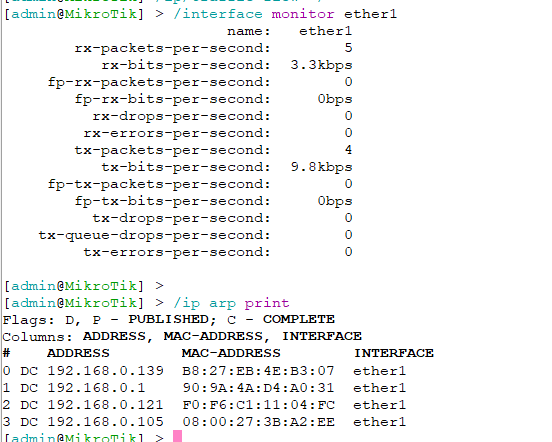 [admin@MikroTik] > /interface monitor ether1
name: ether1
rx-packets-per-second: 5
rx-bits-per-second: 3.3kbps
fp-rx-packets-per-second: 0
fp-rx-bits-per-second: 0bps
rx-drops-per-second: 0
rx-errors-per-second: 0
tx-packets-per-second: 4
tx-bits-per-second: 9.8kbps
fp-tx-packets-per-second: 0
fp-tx-bits-per-second: 0bps
tx-drops-per-second: 0
tx-queue-drops-per-second: 0
tx-errors-per-second: 0
[admin@MikroTik] >
[admin@MikroTik] > /ip arp print
Flags: D, P - PUBLISHED; C - COMPLETE
Columns: ADDRESS, MAC-ADDRESS, INTERFACE
# ADDRESS MAC-ADDRESS INTERFACE
0 DC 192.168.0.139 B8:27:EB:4E:B3:07 ether1
1 DC 192.168.0.1 90:9A:4A:D4:A0:31 ether1
2 DC 192.168.0.121 F0:F6:C1:11:04:FC ether1
3 DC 192.168.0.105 08:00:27:3B:A2:EE ether1
[admin@MikroTik] >